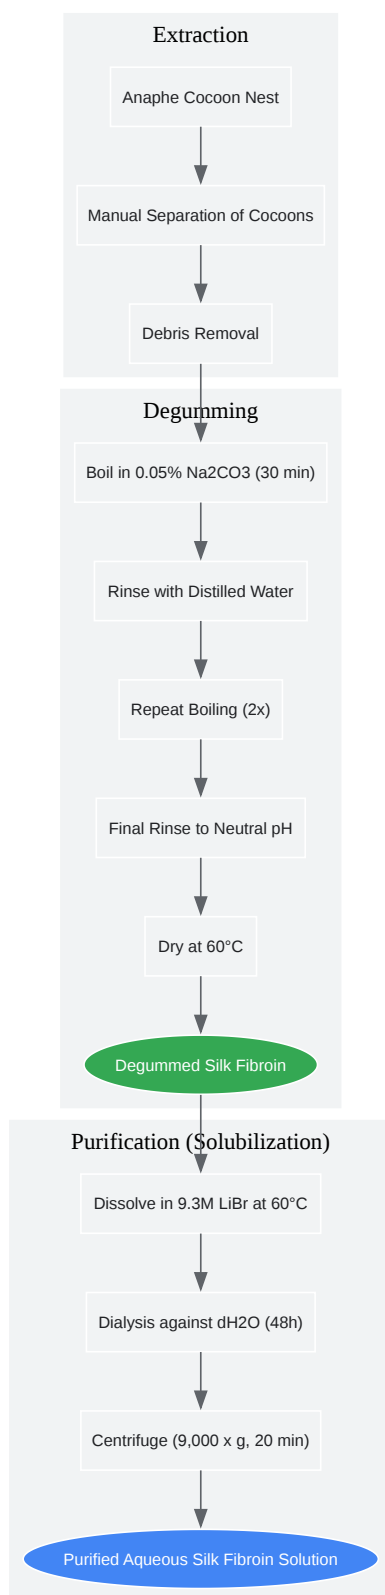 Extraction
Anaphe Cocoon Nest
Manual Separation of Cocoons
Debris Removal
Degumming
Boil in 0.05% Na2CO3 (30 min)
Rinse with Distilled Water
Repeat Boiling (2x)
Final Rinse to Neutral pH
Dry at 60°C
Degummed Silk Fibroin
Purification (Solubilization)
Dissolve in 9.3M LiBr at 60°C
Dialysis against dH2O (48h)
Centrifuge (9,000 x g, 20 min)
Purified Aqueous Silk Fibroin Solution